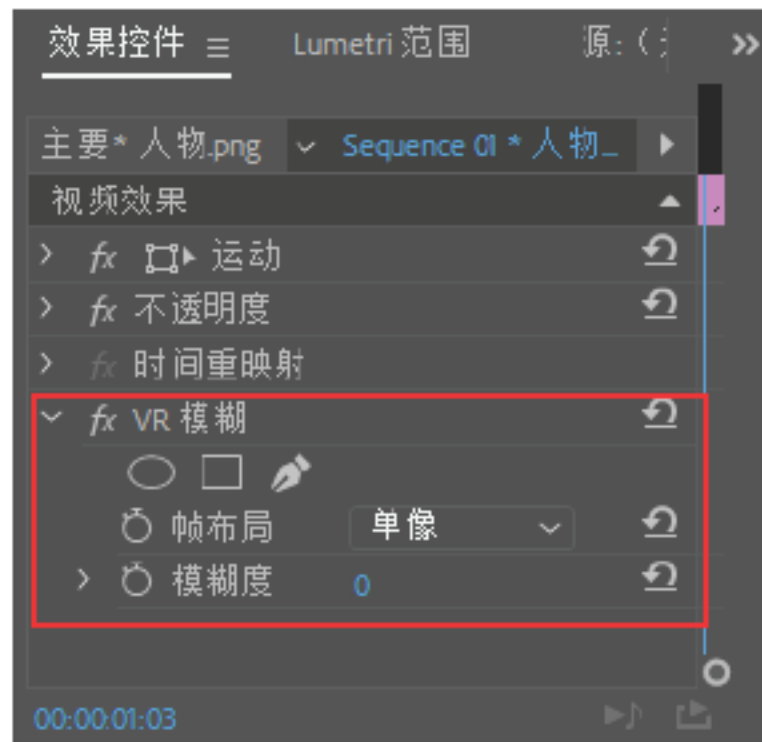 效果控件 Lumetri 范围 源:
主要* 人物.png Sequence 01 * 人物...
视频效果
fx 运动
fx 不透明度
fx 时间重映射
fx VR 模糊
帧布局 单像
模糊度 0
00:00:01:03